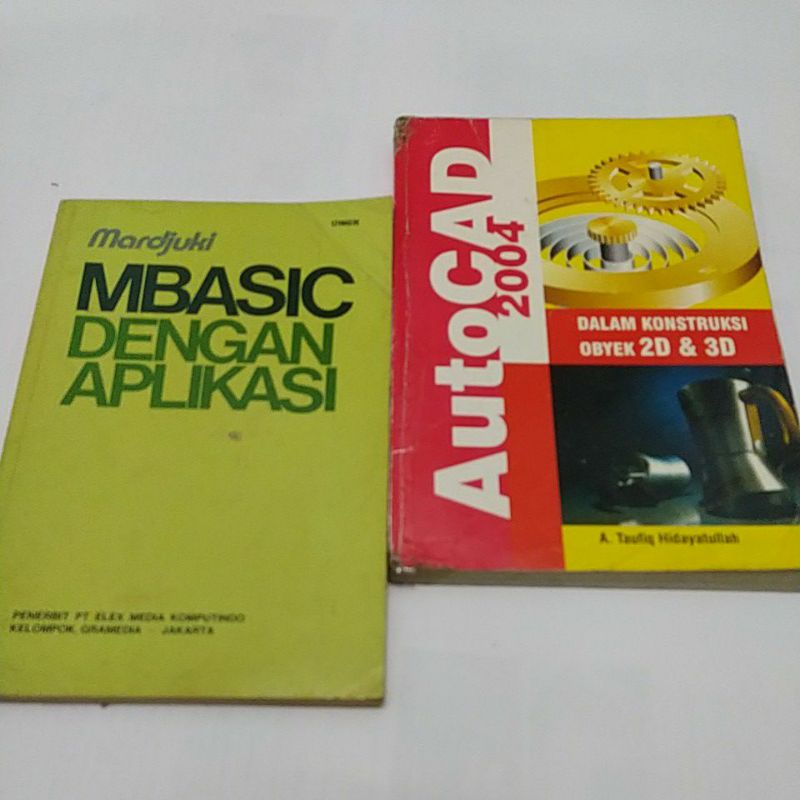 Mardjuki
MBASIC
DENGAN
APLIKASI
PENERBIT PT ELEX MEDIA KOMPUTINDO
KELOMPOK GRAMEDIA - JAKARTA
AutoCAD
2004
DALAM KONSTRUKSI
OBYEK 2D & 3D
A. Taufiq Hidayatullah